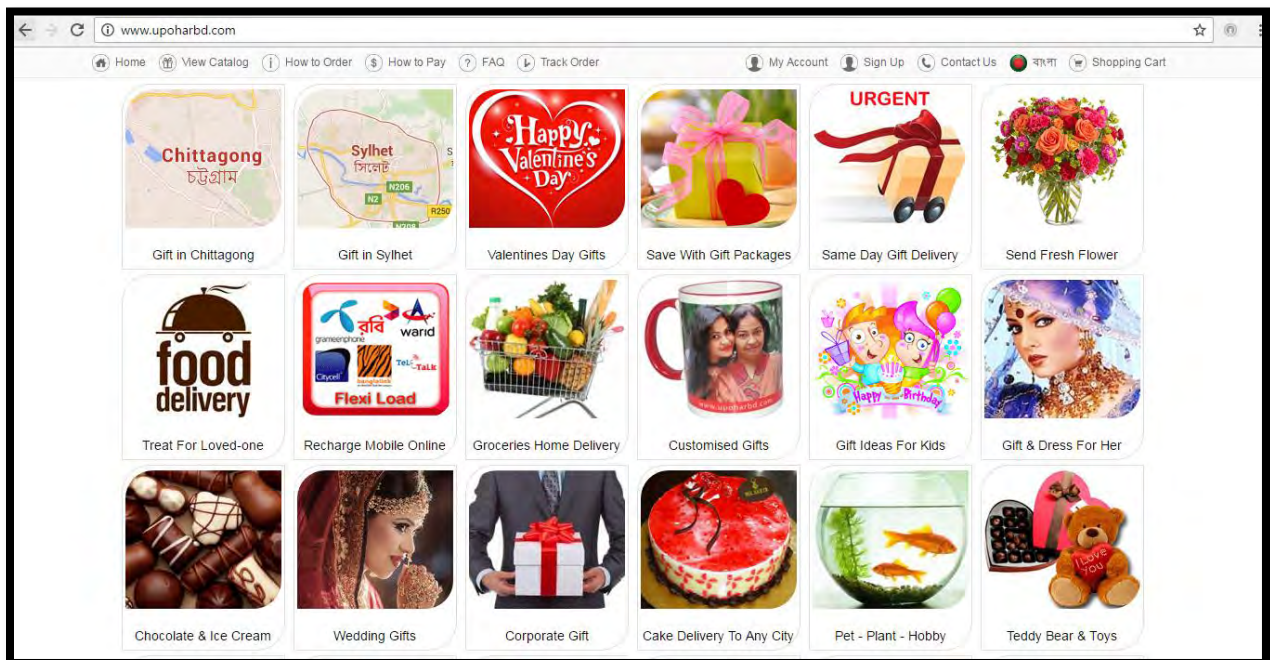 www.upoharbd.com
Home View Catalog How to Order How to Pay FAQ Track Order My Account Sign Up Contact Us বাংলা Shopping Cart
Chittagong
চট্টগ্রাম
Gift in Chittagong
Sylhet
সিলেট
N206
N2
R250
N208
S
Gift in Sylhet
Happy
Valentine's
Day
Valentines Day Gifts
Save With Gift Packages
URGENT
Same Day Gift Delivery
Send Fresh Flower
food
delivery
Treat For Loved-one
grameenphone
রবি
warid
Citycell
banglalink
TeleTalk
Flexi Load
Recharge Mobile Online
Groceries Home Delivery
www.upoharbd.com
Customised Gifts
Happy Birthday
Gift Ideas For Kids
Gift & Dress For Her
Chocolate & Ice Cream
Wedding Gifts
Corporate Gift
Cake Delivery To Any City
Pet - Plant - Hobby
I Love
YOU
Teddy Bear & Toys